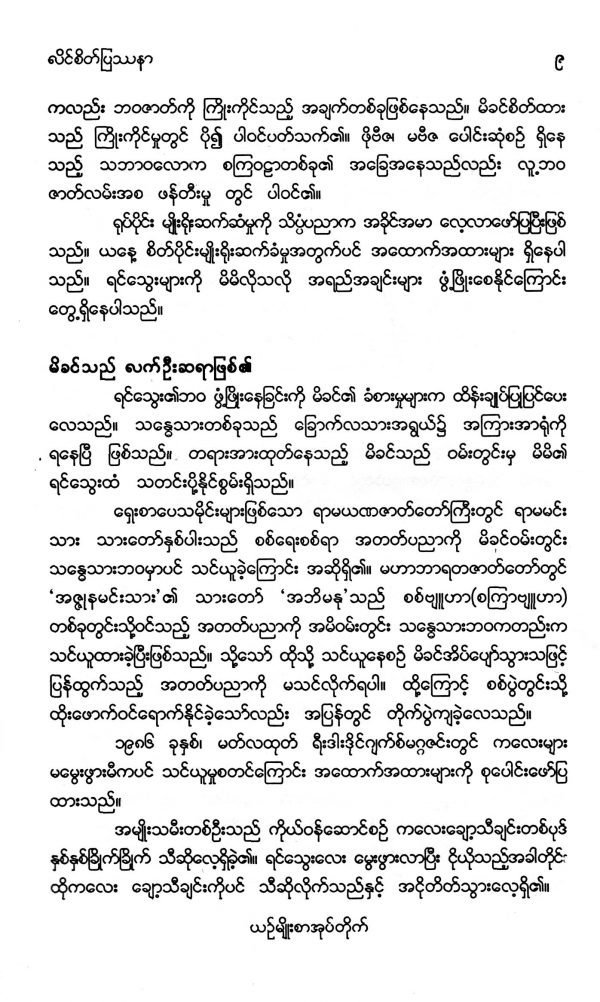 လိင်စိတ်ပြဿနာ ၉
ကလည်း ဘဝဇာတ်ကို ကြိုးကိုင်သည့် အချက်တစ်ခုဖြစ်နေသည်။ မိခင်စိတ်ထား
သည် ကြိုးကိုင်မှုတွင် ပို၍ ပါဝင်ပတ်သက်၏။ ဖိုဗီဇ၊ မဗီဇ ပေါင်းဆုံစဉ် ရှိနေ
သည့် သဘာဝလောက စကြဝဠာတစ်ခု၏ အခြေအနေသည်လည်း လူ့ဘဝ
ဇာတ်လမ်းအစ ဖန်တီးမှု တွင် ပါဝင်၏။
ရုပ်ပိုင်း မျိုးရိုးဆက်ဆံမှုကို သိပ္ပံပညာက အခိုင်အမာ လေ့လာဖော်ပြပြီးဖြစ်
သည်။ ယနေ့ စိတ်ပိုင်းမျိုးရိုးဆက်ခံမှုအတွက်ပင် အထောက်အထားများ ရှိနေပါ
သည်။ ရင်သွေးများကို မိမိလိုသလို အရည်အချင်းများ ဖွံ့ဖြိုးစေနိုင်ကြောင်း
တွေ့ရှိနေပါသည်။
မိခင်သည် လက်ဦးဆရာဖြစ်၏
ရင်သွေး၏ဘဝ ဖွံ့ဖြိုးနေခြင်းကို မိခင်၏ ခံစားမှုများက ထိန်းချုပ်ပြုပြင်ပေး
လေသည်။ သန္ဓေသားတစ်ခုသည် ခြောက်လသားအရွယ်၌ အကြားအာရုံကို
ရနေပြီ ဖြစ်သည်။ တရားအားထုတ်နေသည့် မိခင်သည် ဝမ်းတွင်းမှ မိမိ၏
ရင်သွေးထံ သတင်းပို့နိုင်စွမ်းရှိသည်။
ရှေးစာပေသမိုင်းများဖြစ်သော ရာမယဏဇာတ်တော်ကြီးတွင် ရာမမင်း
သား သားတော်နှစ်ပါးသည် စစ်ရေးစစ်ရာ အတတ်ပညာကို မိခင်ဝမ်းတွင်း
သန္ဓေသားဘဝမှာပင် သင်ယူခဲ့ကြောင်း အဆိုရှိ၏။ မဟာဘာရတဇာတ်တော်တွင်
‘အဇ္ဇုနမင်းသား’၏ သားတော် ‘အဘိမနု’သည် စစ်ဗျူဟာ(စကြာဗျူဟာ)
တစ်ခုတွင်းသို့ဝင်သည့် အတတ်ပညာကို အမိဝမ်းတွင်း သန္ဓေသားဘဝကတည်းက
သင်ယူထားခဲ့ပြီးဖြစ်သည်။ သို့သော် ထိုသို့ သင်ယူနေစဉ် မိခင်အိပ်ပျော်သွားသဖြင့်
ပြန်ထွက်သည့် အတတ်ပညာကို မသင်လိုက်ရပါ။ ထို့ကြောင့် စစ်ပွဲတွင်းသို့
ထိုးဖောက်ဝင်ရောက်နိုင်ခဲ့သော်လည်း အပြန်တွင် တိုက်ပွဲကျခဲ့လေသည်။
၁၉၈၆ ခုနှစ်၊ မတ်လထုတ် ရီးဒါးဒိုင်ဂျက်စ်မဂ္ဂဇင်းတွင် ကလေးများ
မမွေးဖွားမီကပင် သင်ယူမှုစတင်ကြောင်း အထောက်အထားများကို စုပေါင်းဖော်ပြ
ထားသည်။
အမျိုးသမီးတစ်ဦးသည် ကိုယ်ဝန်ဆောင်စဉ် ကလေးချော့သီချင်းတစ်ပုဒ်
နှစ်နှစ်ခြိုက်ခြိုက် သီဆိုလေ့ရှိခဲ့၏။ ရင်သွေးလေး မွေးဖွားလာပြီး ငိုယိုသည့်အခါတိုင်း
ထိုကလေး ချော့သီချင်းကိုပင် သီဆိုလိုက်သည်နှင့် အငိုတိတ်သွားလေ့ရှိ၏။
ယဉ်မျိုးစာအုပ်တိုက်